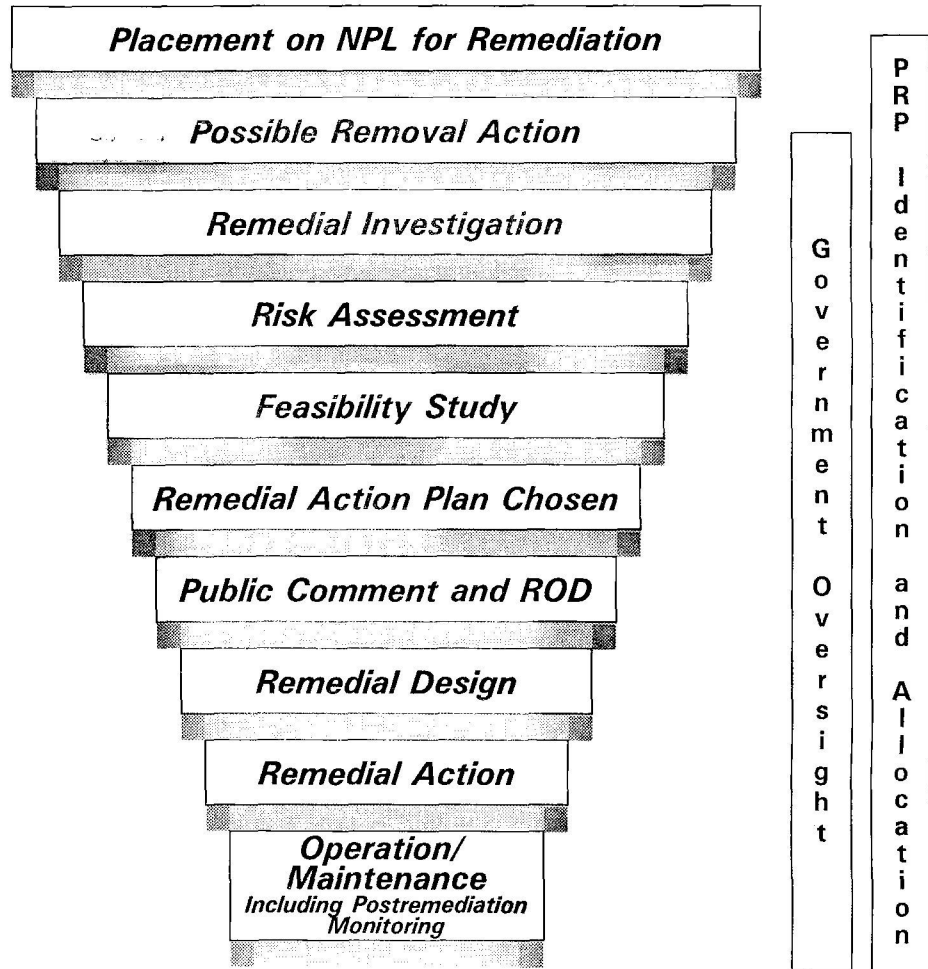 Placement on NPL for Remediation
Possible Removal Action
Remedial Investigation
Risk Assessment
Feasibility Study
Remedial Action Plan Chosen
Public Comment and ROD
Remedial Design
Remedial Action
Operation/
Maintenance
Including Postremediation
Monitoring
Government Oversight
PRP Identification and Allocation